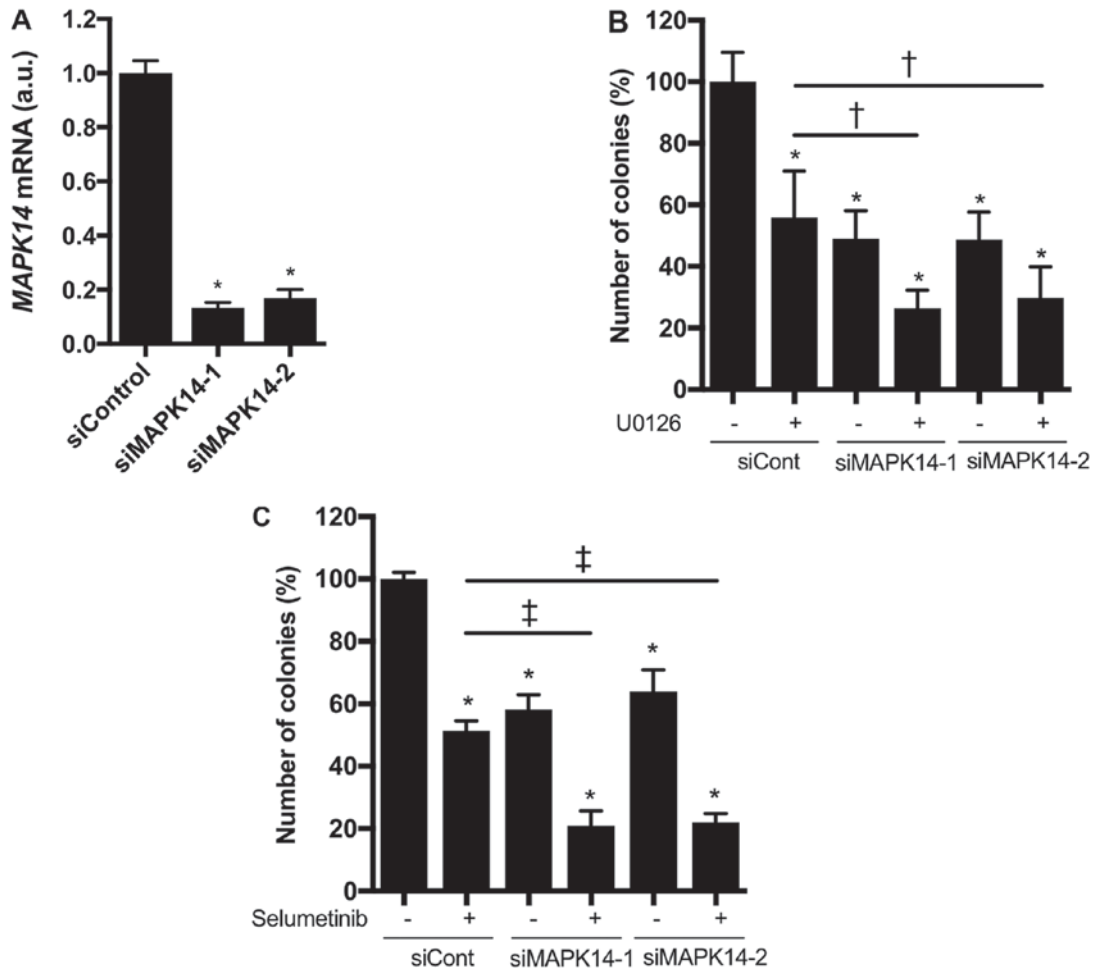 A
MAPK14 mRNA (a.u.)
1.2
1.0
0.8
0.6
0.4
0.2
0.0
* *
siControl
siMAPK14-1
siMAPK14-2
B
Number of colonies (%)
120
100
80
60
40
20
0
†
†
* * * * *
U0126 - + - + - +
siCont siMAPK14-1 siMAPK14-2
C
Number of colonies (%)
120
100
80
60
40
20
0
‡
‡
* * * * *
Selumetinib - + - + - +
siCont siMAPK14-1 siMAPK14-2